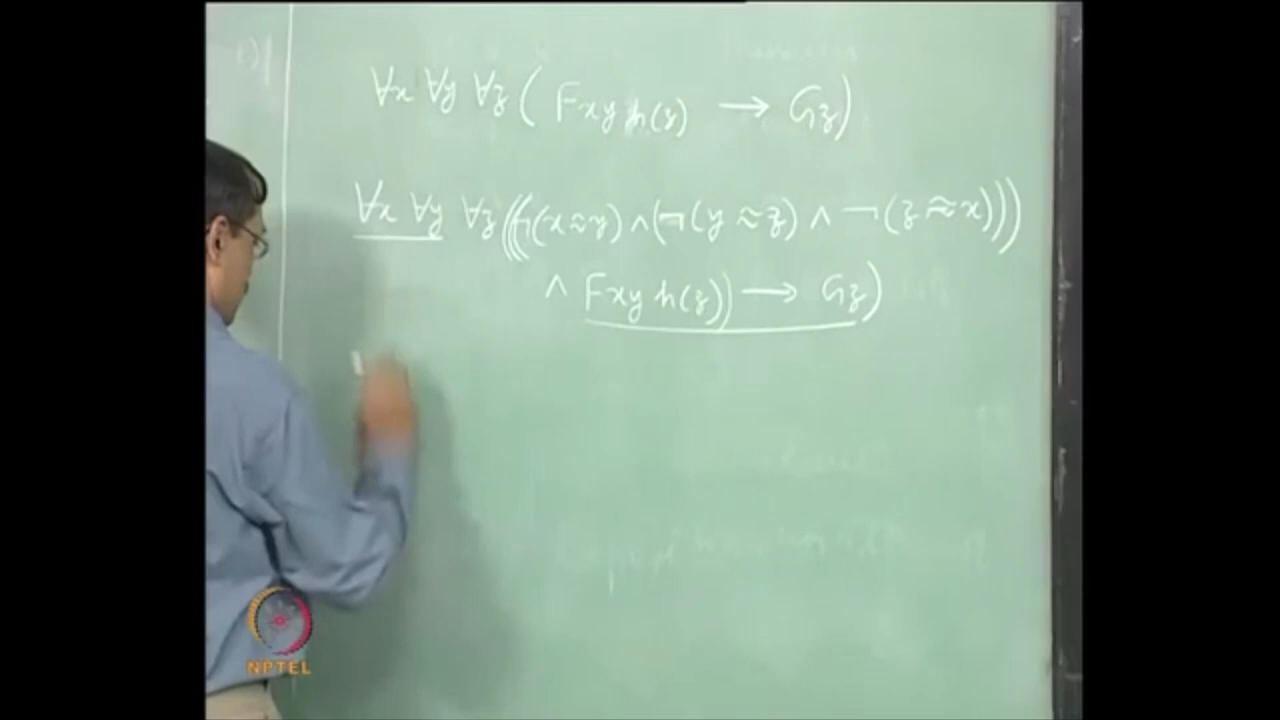 ∀x ∀y ∀z ( Fxy h(z) → Gz)
∀x ∀y ∀z(((¬(x≈y) ∧ (¬(y ≈ z) ∧ ¬(z ≈ x)))
∧ Fxy h(z)) → Gz)
NPTEL